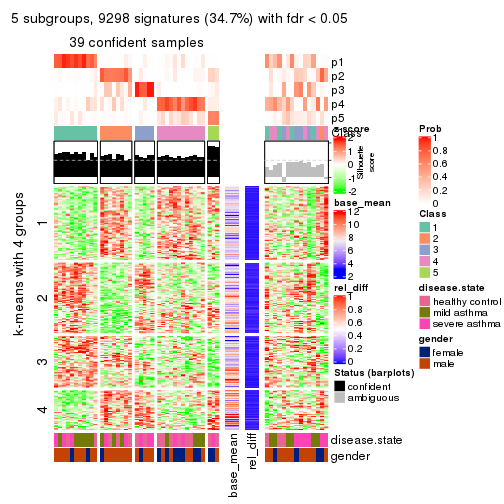 5 subgroups, 9298 signatures (34.7%) with fdr < 0.05
39 confident samples
p1
p2
p3
p4
p5
Class
Silhouette
score
k-means with 4 groups
1
2
3
4
base_mean
rel_diff
disease.state
gender
z-score
2
1
0
-1
-2
base_mean
12
10
8
6
4
2
rel_diff
1
0.8
0.6
0.4
0.2
0
Status (barplots)
confident
ambiguous
Prob
1
0.8
0.6
0.4
0.2
0
Class
1
2
3
4
5
disease.state
healthy control
mild asthma
severe asthma
gender
female
male